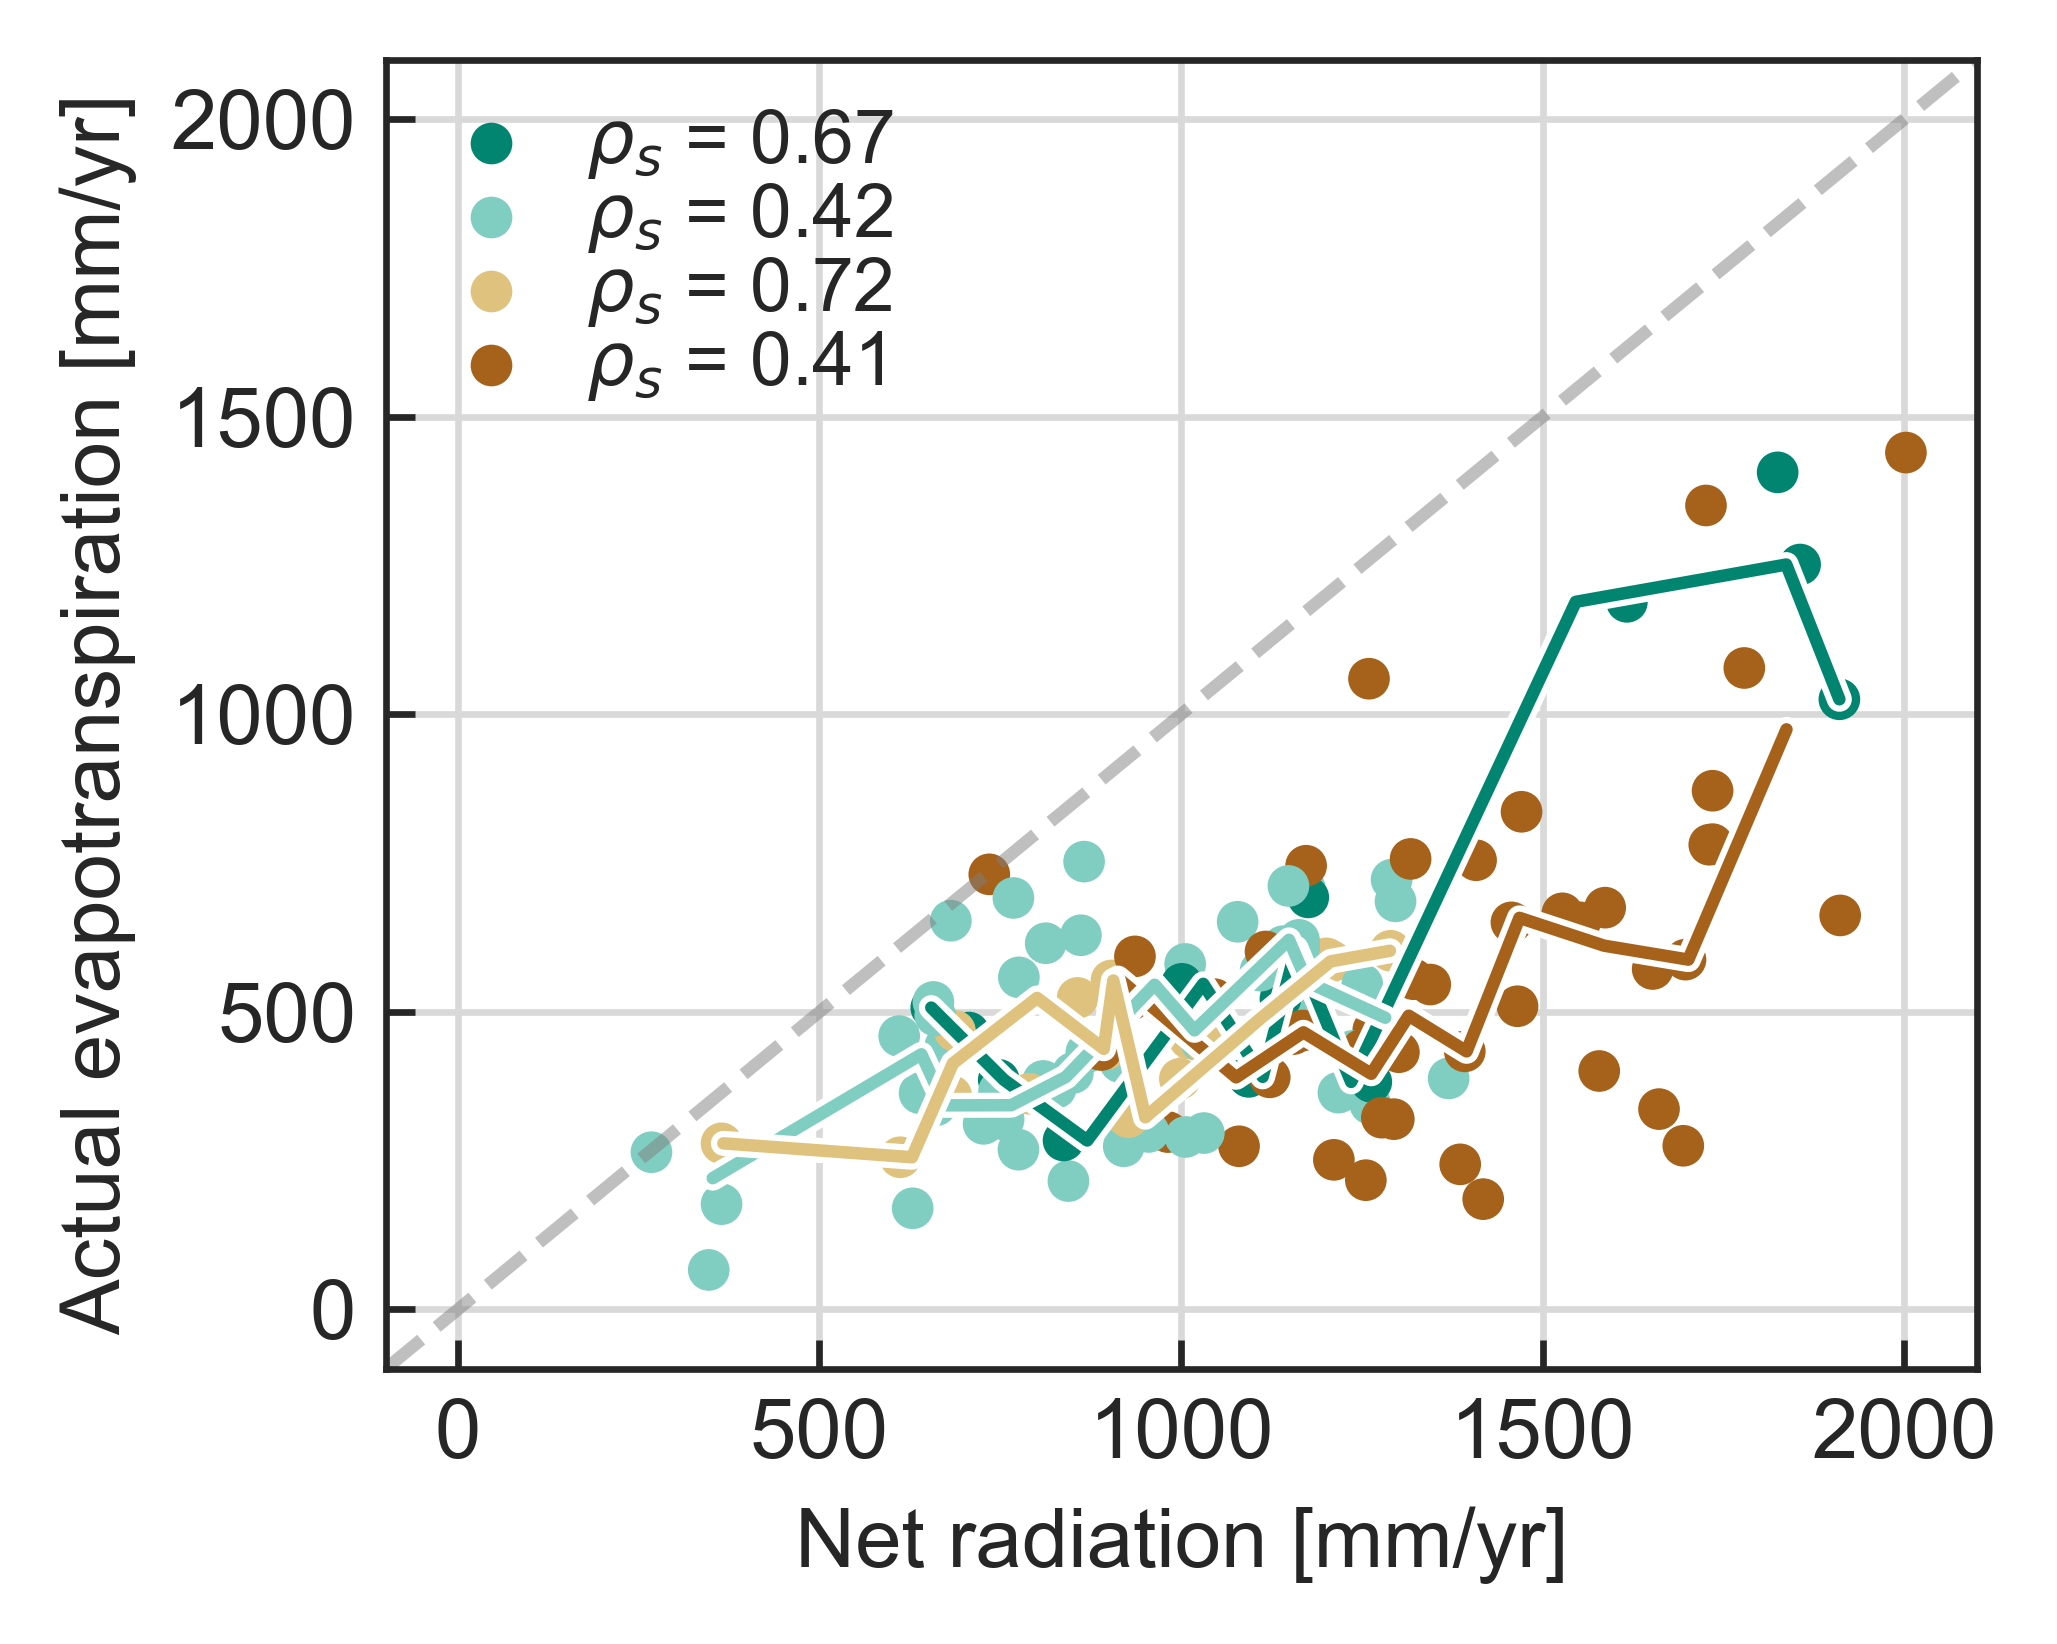 2000
1500
1000
500
0
Actual evapotranspiration [mm/yr]
ρs = 0.67
ρs = 0.42
ρs = 0.72
ρs = 0.41
0 500 1000 1500 2000
Net radiation [mm/yr]